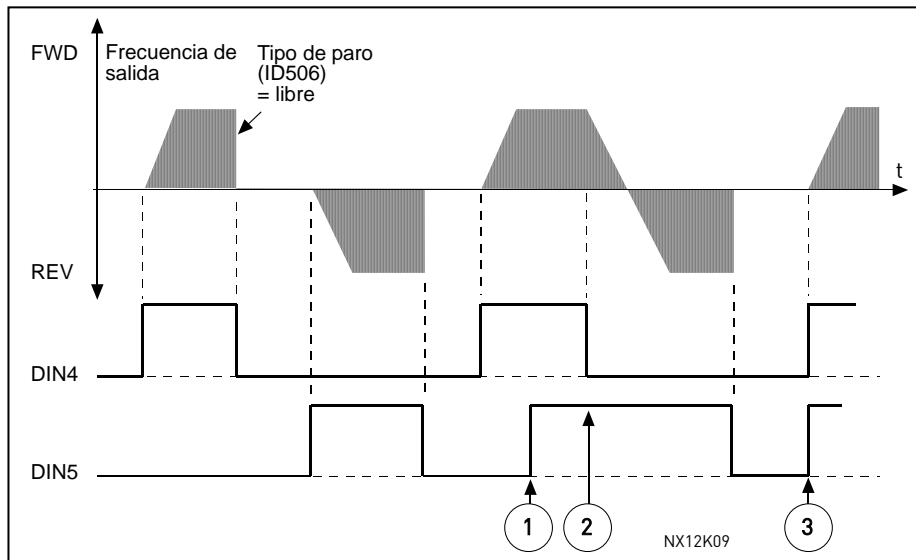 FWD
Frecuencia de
salida
Tipo de paro
(ID506)
= libre
t
REV
DIN4
DIN5
1
2
3
NX12K09